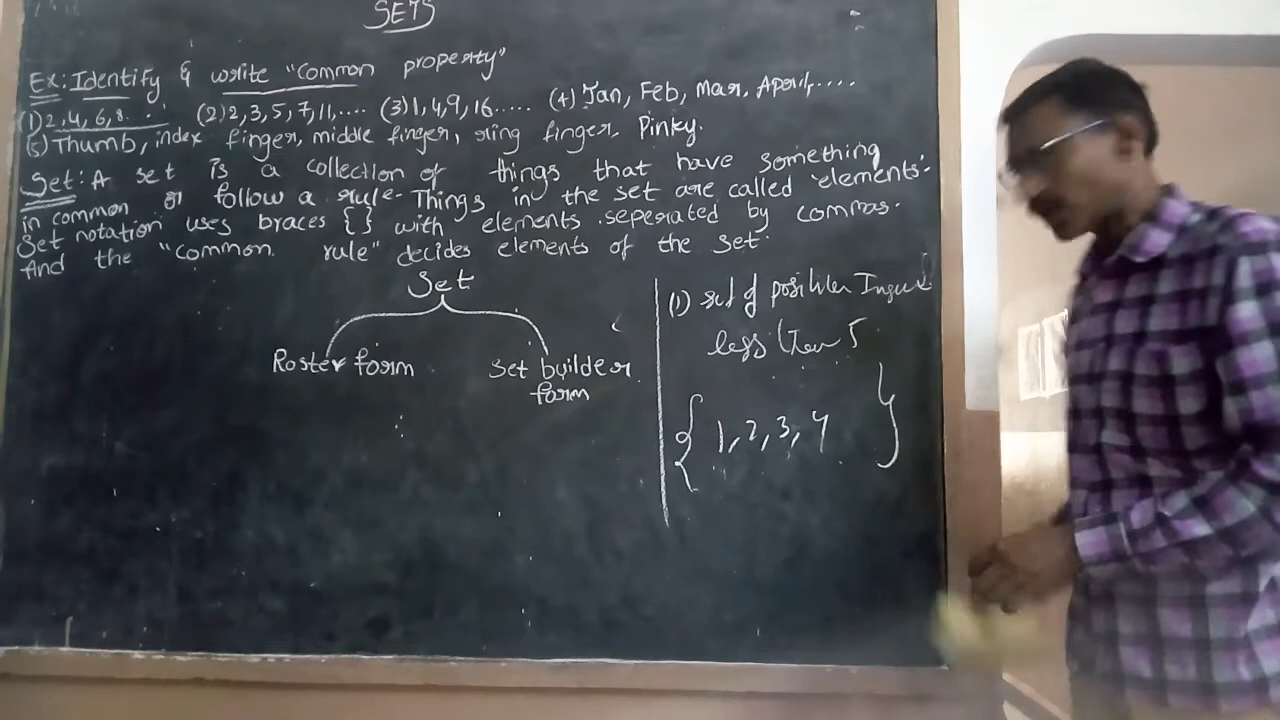 SETS
Ex: Identify & write "Common property"
(1) 2, 4, 6, 8. . (2) 2, 3, 5, 7, 11, .... (3) 1, 4, 9, 16..... (4) Jan, Feb, Mar, April, ....
(5) Thumb, index finger, middle finger, ring finger, Pinky.
Set: A set is a collection of things that have something
in common or follow a rule. Things in the set are called 'elements'.
Set notation uses braces { } with elements seperated by commas.
And the "Common rule" decides elements of the set.
Set
Roster form
Set builder
form
(1) set of
less than 5
{ 1, 2, 3, 4 }